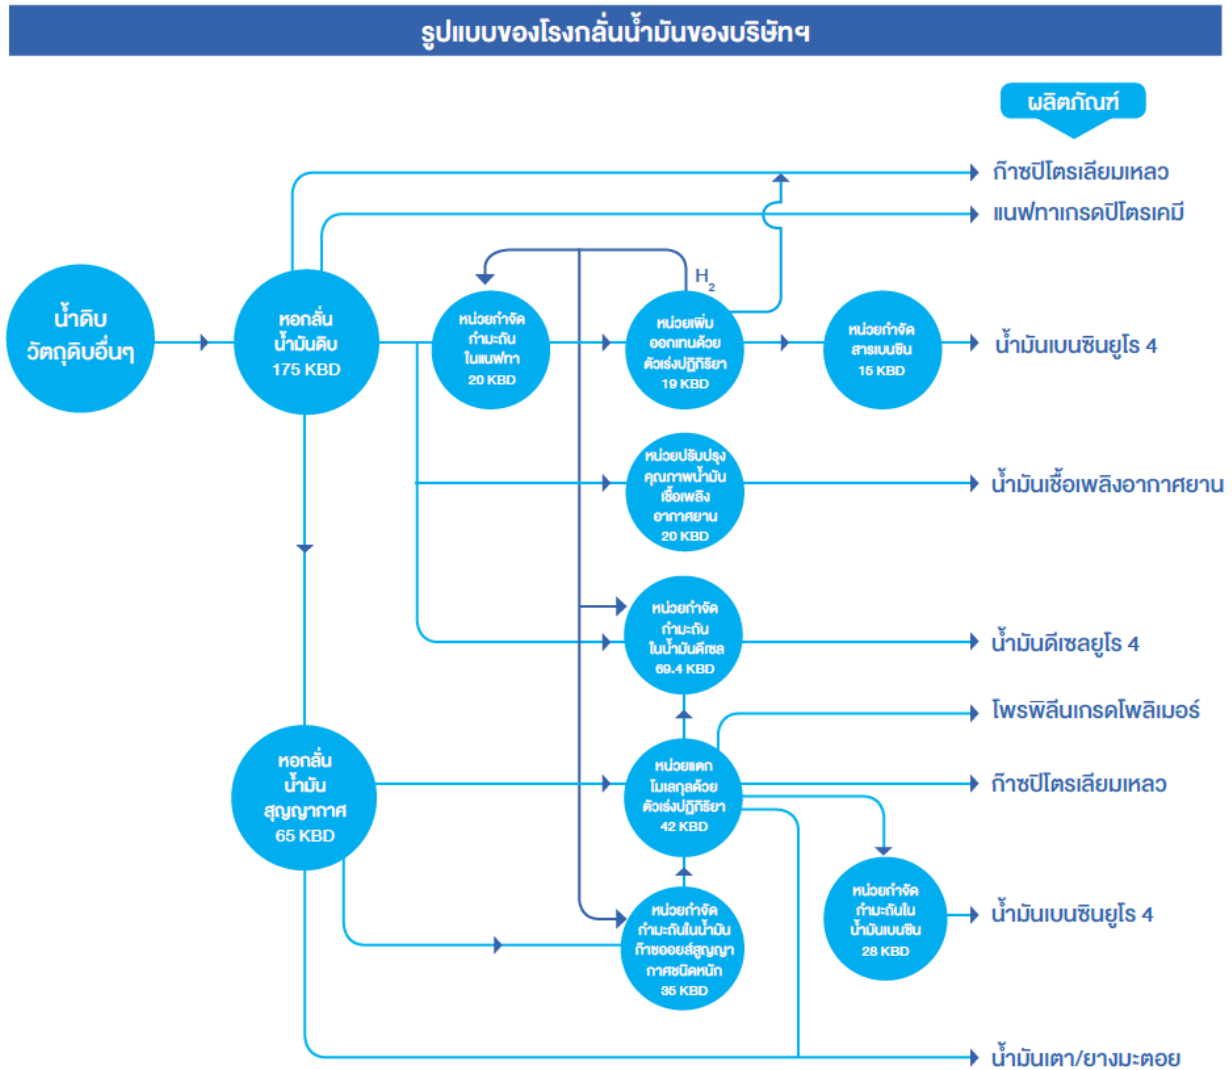 รูปแบบของโรงกลั่นน้ำมันของบริษัทฯ
ผลิตภัณฑ์
ก๊าซปิโตรเลียมเหลว
แนฟทาเกรดปิโตรเคมี
น้ำดิบ
วัตถุดิบอื่นๆ
หอกลั่น
น้ำมันดิบ
175 KBD
หน่วยกำจัด
กำมะถัน
ในแนฟทา
20 KBD
H2
หน่วยเพิ่ม
ออกเทนด้วย
ตัวเร่งปฏิกิริยา
19 KBD
หน่วยกำจัด
สารเบนซิน
15 KBD
น้ำมันเบนซินยูโร 4
หน่วยปรับปรุง
คุณภาพน้ำมัน
เชื้อเพลิง
อากาศยาน
20 KBD
น้ำมันเชื้อเพลิงอากาศยาน
หน่วยกำจัด
กำมะถัน
ในน้ำมันดีเซล
69.4 KBD
น้ำมันดีเซลยูโร 4
โพรพิลีนเกรดโพลิเมอร์
หอกลั่น
น้ำมัน
สุญญากาศ
65 KBD
หน่วยแตก
โมเลกุลด้วย
ตัวเร่งปฏิกิริยา
42 KBD
ก๊าซปิโตรเลียมเหลว
หน่วยกำจัด
กำมะถันในน้ำมัน
ก๊าซออยส์สูญญา
กาศชนิดหนัก
35 KBD
หน่วยกำจัด
กำมะถันใน
น้ำมันเบนซิน
28 KBD
น้ำมันเบนซินยูโร 4
น้ำมันเตา/ยางมะตอย